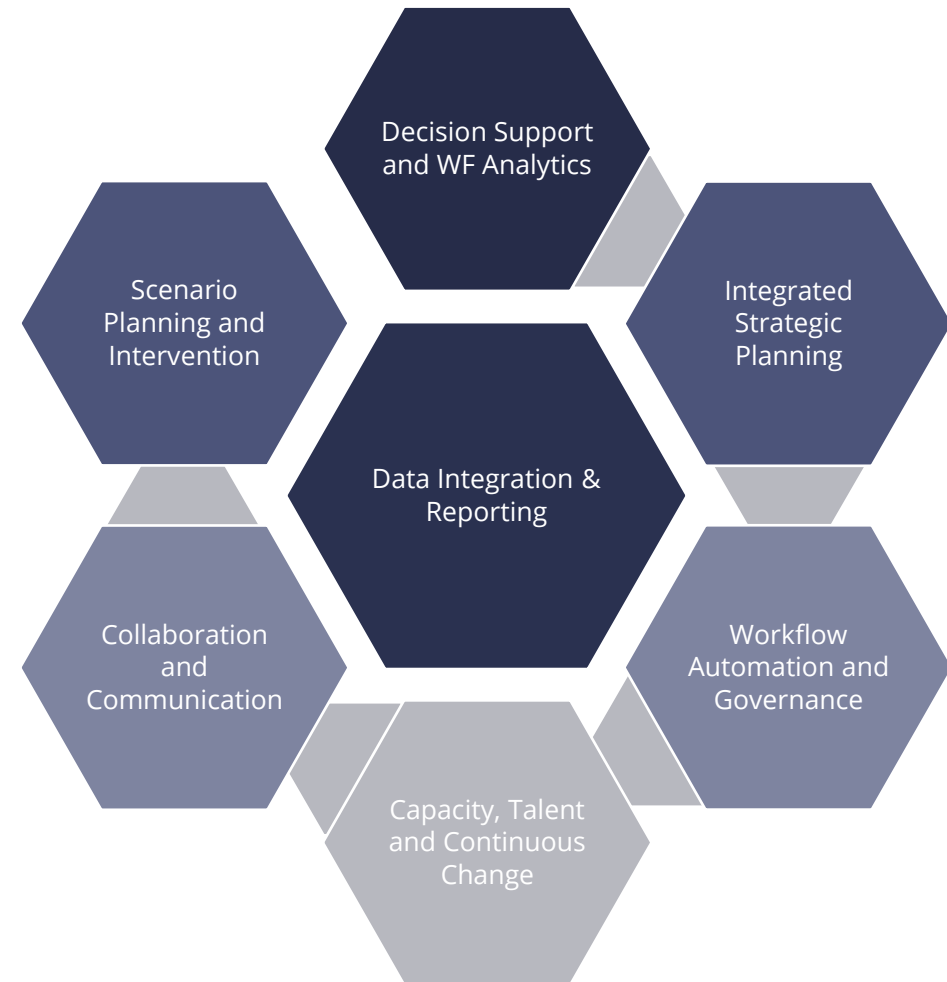 Decision Support
and WF Analytics
Scenario
Planning and
Intervention
Integrated
Strategic
Planning
Data Integration &
Reporting
Collaboration
and
Communication
Workflow
Automation and
Governance
Capacity, Talent
and Continuous
Change